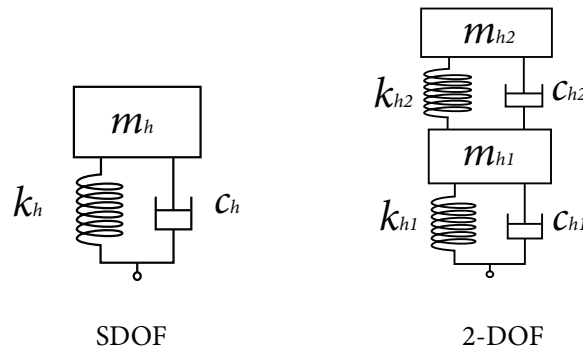 m_h
k_h
c_h
SDOF
m_h2
k_h2
c_h2
m_h1
k_h1
c_h1
2-DOF